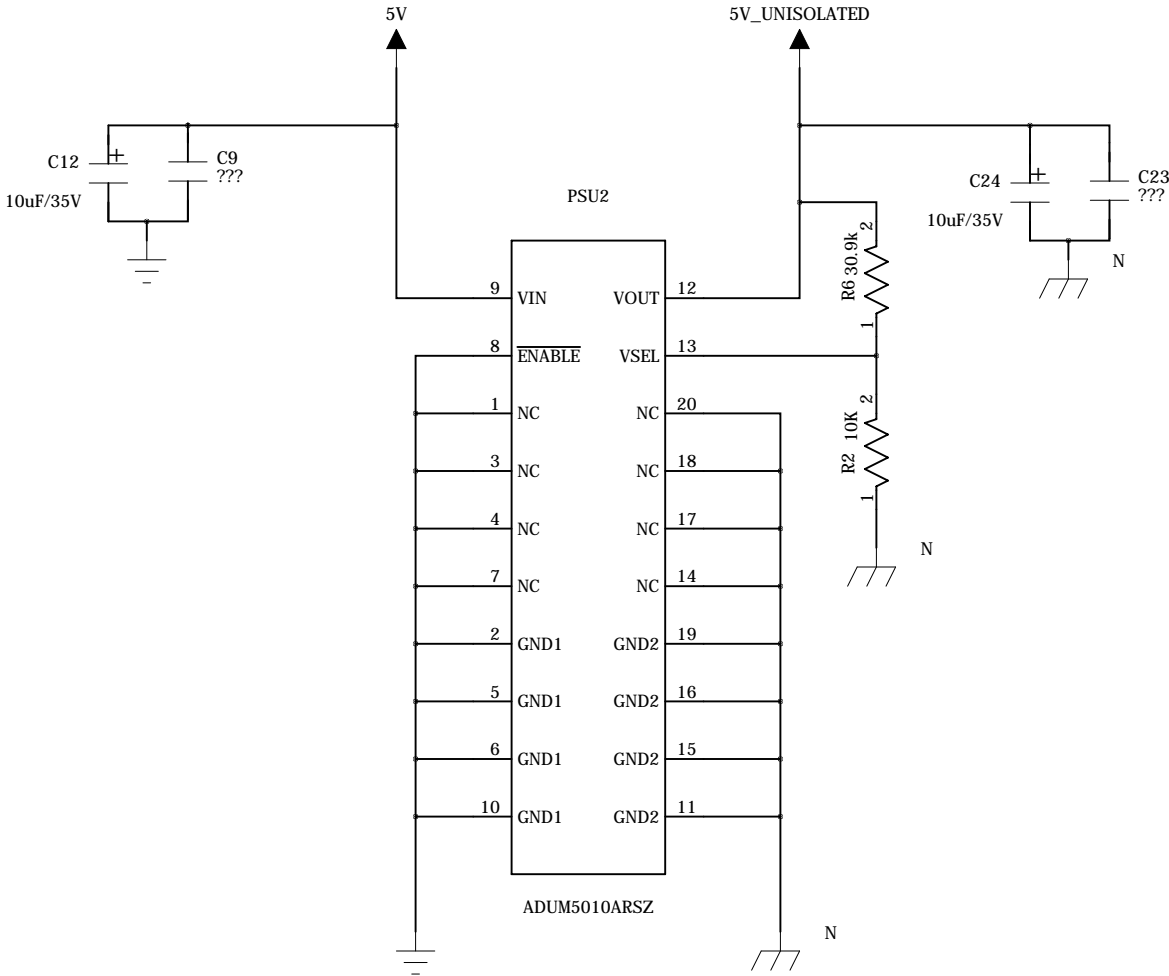 5V
5V_UNISOLATED
C12
+
10uF/35V
C9
???
PSU2
C24
+
10uF/35V
C23
???
N
2
R6 30.9k
1
9 VIN VOUT 12
8 ENABLE VSEL 13
1 NC NC 20
3 NC NC 18
4 NC NC 17
7 NC NC 14
2 GND1 GND2 19
5 GND1 GND2 16
6 GND1 GND2 15
10 GND1 GND2 11
2
R2 10K
1
N
ADUM5010ARSZ
N